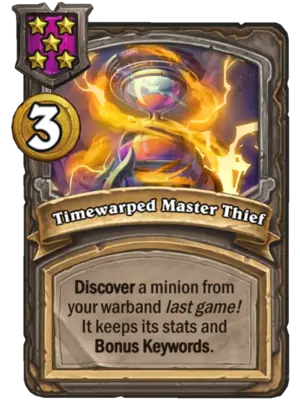 3
Timewarped Master Thief
Discover a minion from
your warband last game!
It keeps its stats and
Bonus Keywords.